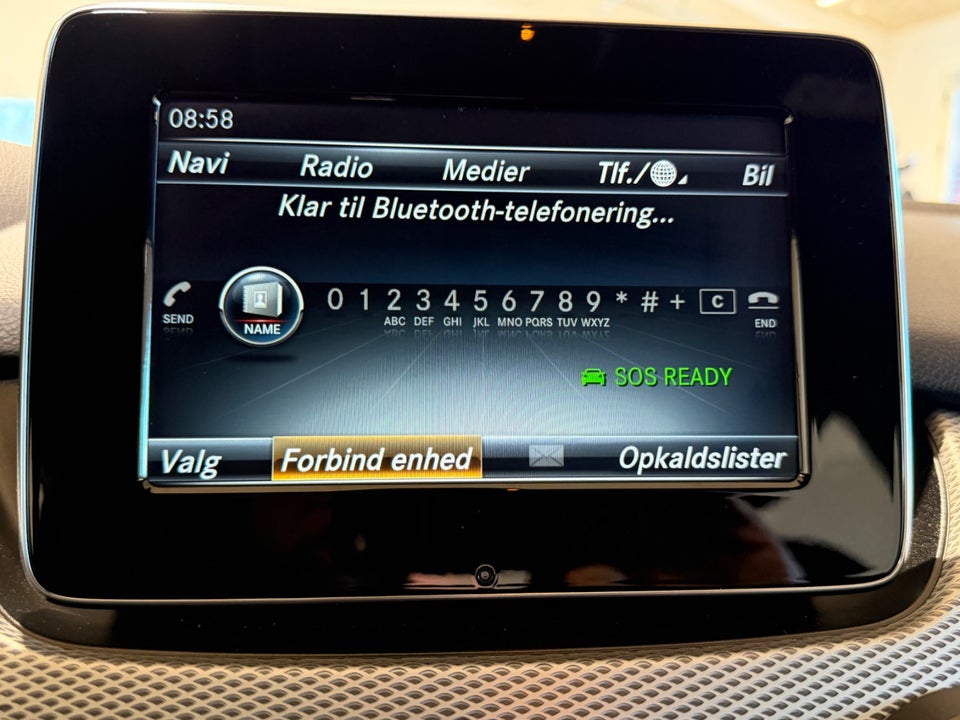 08:58
Navi Radio Medier Tlf./ Bil
Klar til Bluetooth-telefonering...
SEND NAME 0 1 2 3 4 5 6 7 8 9 * # + C END
ABC DEF GHI JKL MNO PQRS TUV WXYZ
SOS READY
Valg Forbind enhed Opkaldslister